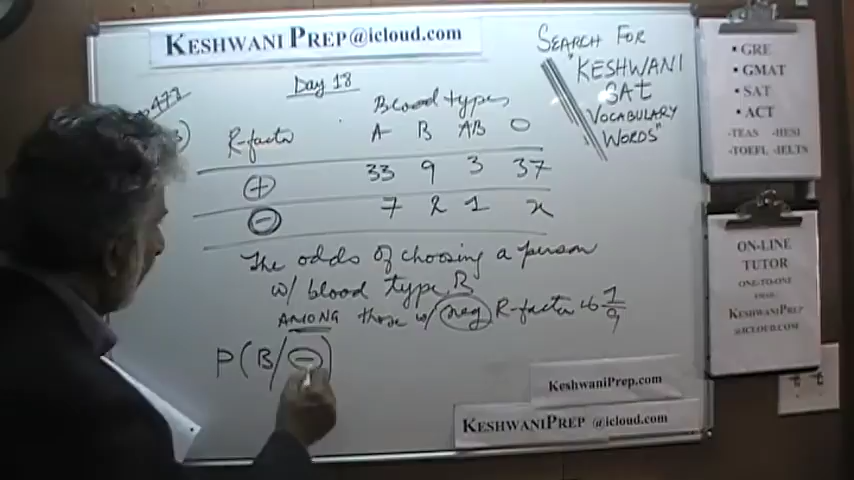 KESHWANI PREP@icloud.com
Day 18
R-factor
Blood types
A B AB O
+ 33 9 3 37
- 7 2 1 x
The odds of choosing a person
w/ blood type B
AMONG those w/ neg R-factor is 1/9
P(B/-)
SEARCH FOR
"KESHWANI
SAT
VOCABULARY
WORDS"
• GRE
• GMAT
• SAT
• ACT
-TEAS -HESI
-TOEFL -IELTS
ON-LINE
TUTOR
ONE-TO-ONE
KESHWANIPREP
@ICLOUD.COM
KeshwaniPrep.com
KESHWANIPREP @icloud.com